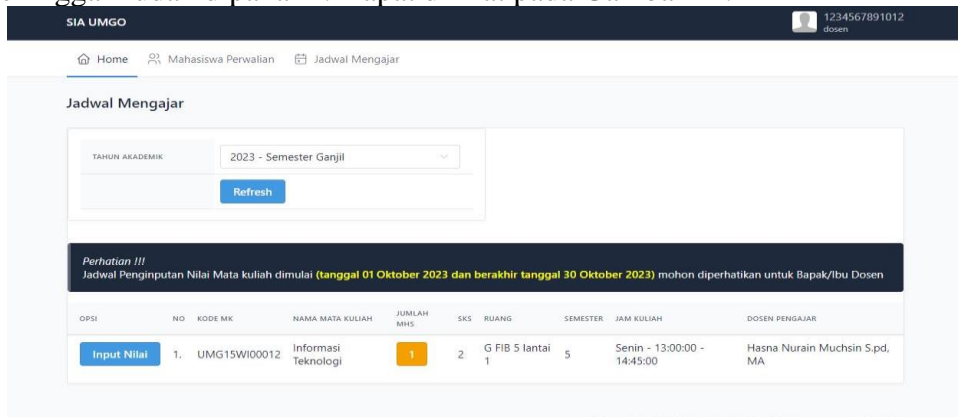 SIA UMGO
1234567891012
dosen
Home Mahasiswa Perwalian Jadwal Mengajar
Jadwal Mengajar
TAHUN AKADEMIK 2023 - Semester Ganjil
Refresh
Perhatian !!!
Jadwal Penginputan Nilai Mata kuliah dimulai (tanggal 01 Oktober 2023 dan berakhir tanggal 30 Oktober 2023) mohon diperhatikan untuk Bapak/Ibu Dosen
OPSI NO KODE MK NAMA MATA KULIAH JUMLAH MHS SKS RUANG SEMESTER JAM KULIAH DOSEN PENGAJAR
Input Nilai 1. UMG15WI00012 Informasi Teknologi 1 2 G FIB 5 lantai 1 5 Senin - 13:00:00 - 14:45:00 Hasna Nurain Muchsin S.pd, MA